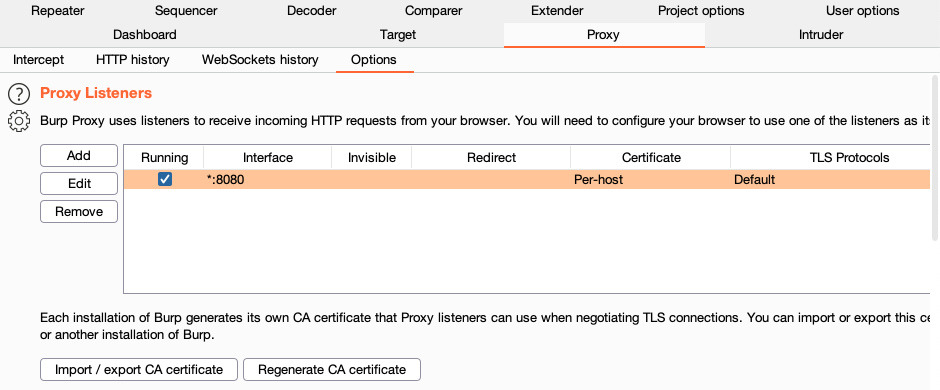 Repeater Sequencer Decoder Comparer Extender Project options User options
Dashboard Target Proxy Intruder
Intercept HTTP history WebSockets history Options
? Proxy Listeners
Burp Proxy uses listeners to receive incoming HTTP requests from your browser. You will need to configure your browser to use one of the listeners as it
Add
Edit
Remove
Running Interface Invisible Redirect Certificate TLS Protocols
*:8080 Per-host Default
Each installation of Burp generates its own CA certificate that Proxy listeners can use when negotiating TLS connections. You can import or export this ce
or another installation of Burp.
Import / export CA certificate Regenerate CA certificate